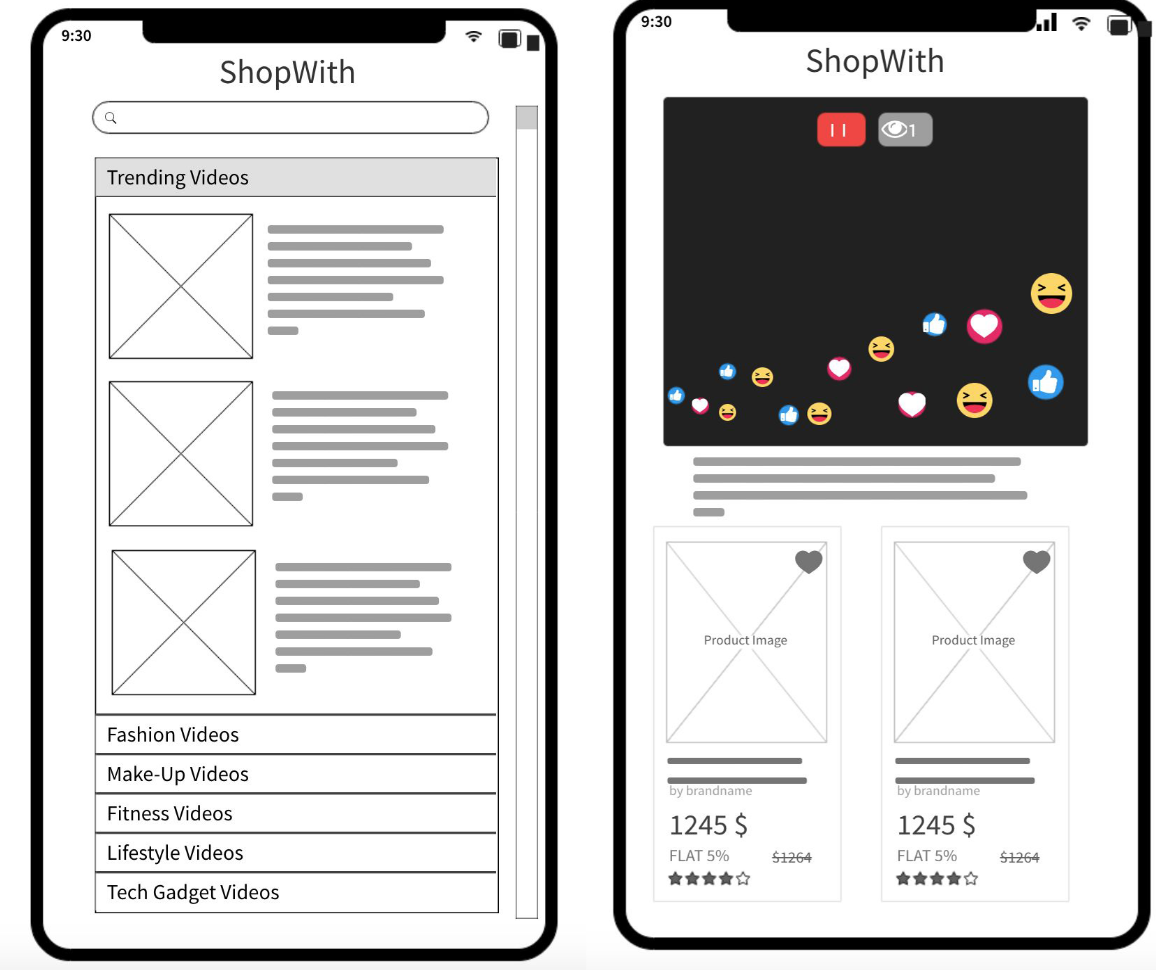 9:30
ShopWith
Trending Videos
Fashion Videos
Make-Up Videos
Fitness Videos
Lifestyle Videos
Tech Gadget Videos
9:30
ShopWith
1
Product Image
by brandname
1245 $
FLAT 5% $1264
Product Image
by brandname
1245 $
FLAT 5% $1264